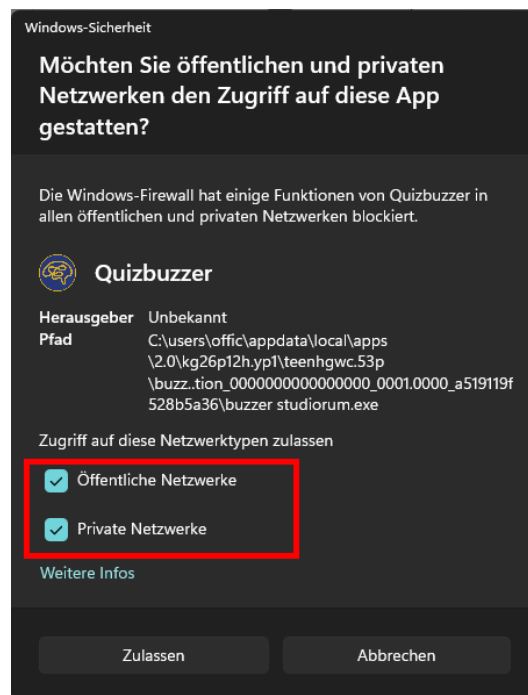 Windows-Sicherheit
Möchten Sie öffentlichen und privaten
Netzwerken den Zugriff auf diese App
gestatten?
Die Windows-Firewall hat einige Funktionen von Quizbuzzer in
allen öffentlichen und privaten Netzwerken blockiert.
Quizbuzzer
Herausgeber Unbekannt
Pfad C:\users\offic\appdata\local\apps
\2.0\kg26p12h.yp1\teenhgwc.53p
\buzz..tion_0000000000000000_0001.0000_a519119f
528b5a36\buzzer studiorum.exe
Zugriff auf diese Netzwerktypen zulassen
Öffentliche Netzwerke
Private Netzwerke
Weitere Infos
Zulassen Abbrechen